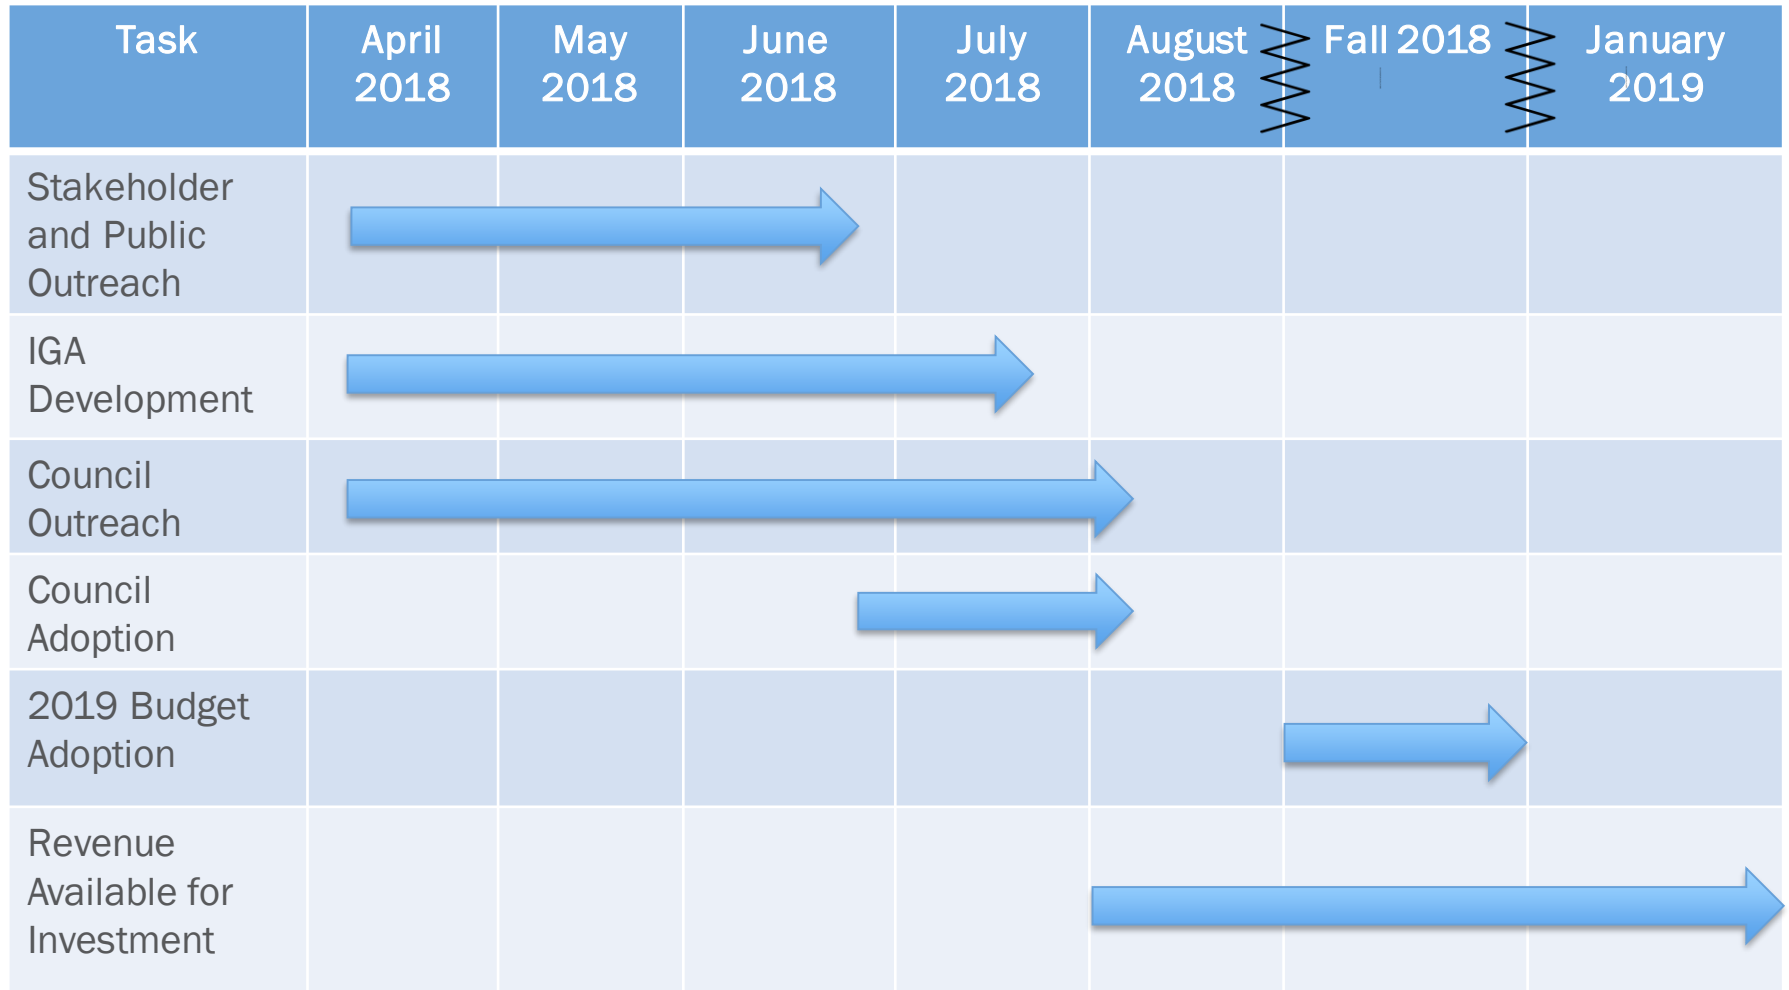 Task
April
2018
May
2018
June
2018
July
2018
August
2018
Fall 2018
January
2019
Stakeholder
and Public
Outreach
IGA
Development
Council
Outreach
Council
Adoption
2019 Budget
Adoption
Revenue
Available for
Investment